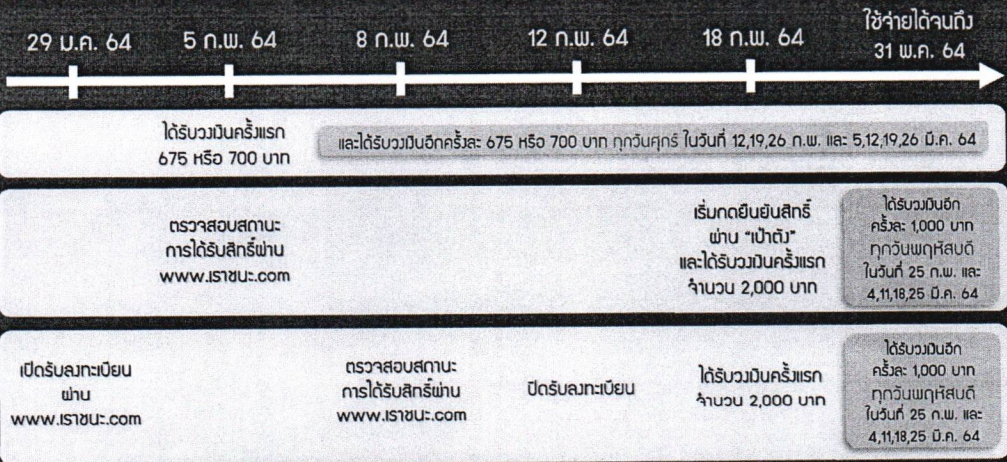 29 ม.ค. 64
5 ก.พ. 64
8 ก.พ. 64
12 ก.พ. 64
18 ก.พ. 64
ใช้จ่ายได้จนถึง
31 พ.ค. 64
ได้รับวงเงินครั้งแรก
675 หรือ 700 บาท
และได้รับวงเงินอีกครั้งละ 675 หรือ 700 บาท ทุกวันศุกร์ ในวันที่ 12,19,26 ก.พ. และ 5,12,19,26 มี.ค. 64
ตรวจสอบสถานะ
การได้รับสิทธิ์ผ่าน
www.เราชนะ.com
เริ่มกดยืนยันสิทธิ์
ผ่าน “เป๋าตัง”
และได้รับวงเงินครั้งแรก
จำนวน 2,000 บาท
ได้รับวงเงินอีก
ครั้งละ 1,000 บาท
ทุกวันพฤหัสบดี
ในวันที่ 25 ก.พ. และ
4,11,18,25 มี.ค. 64
เปิดรับลงทะเบียน
ผ่าน
www.เราชนะ.com
ตรวจสอบสถานะ
การได้รับสิทธิ์ผ่าน
www.เราชนะ.com
เปิดรับลงทะเบียน
ได้รับวงเงินครั้งแรก
จำนวน 2,000 บาท
ได้รับวงเงินอีก
ครั้งละ 1,000 บาท
ทุกวันพฤหัสบดี
ในวันที่ 25 ก.พ. และ
4,11,18,25 มี.ค. 64